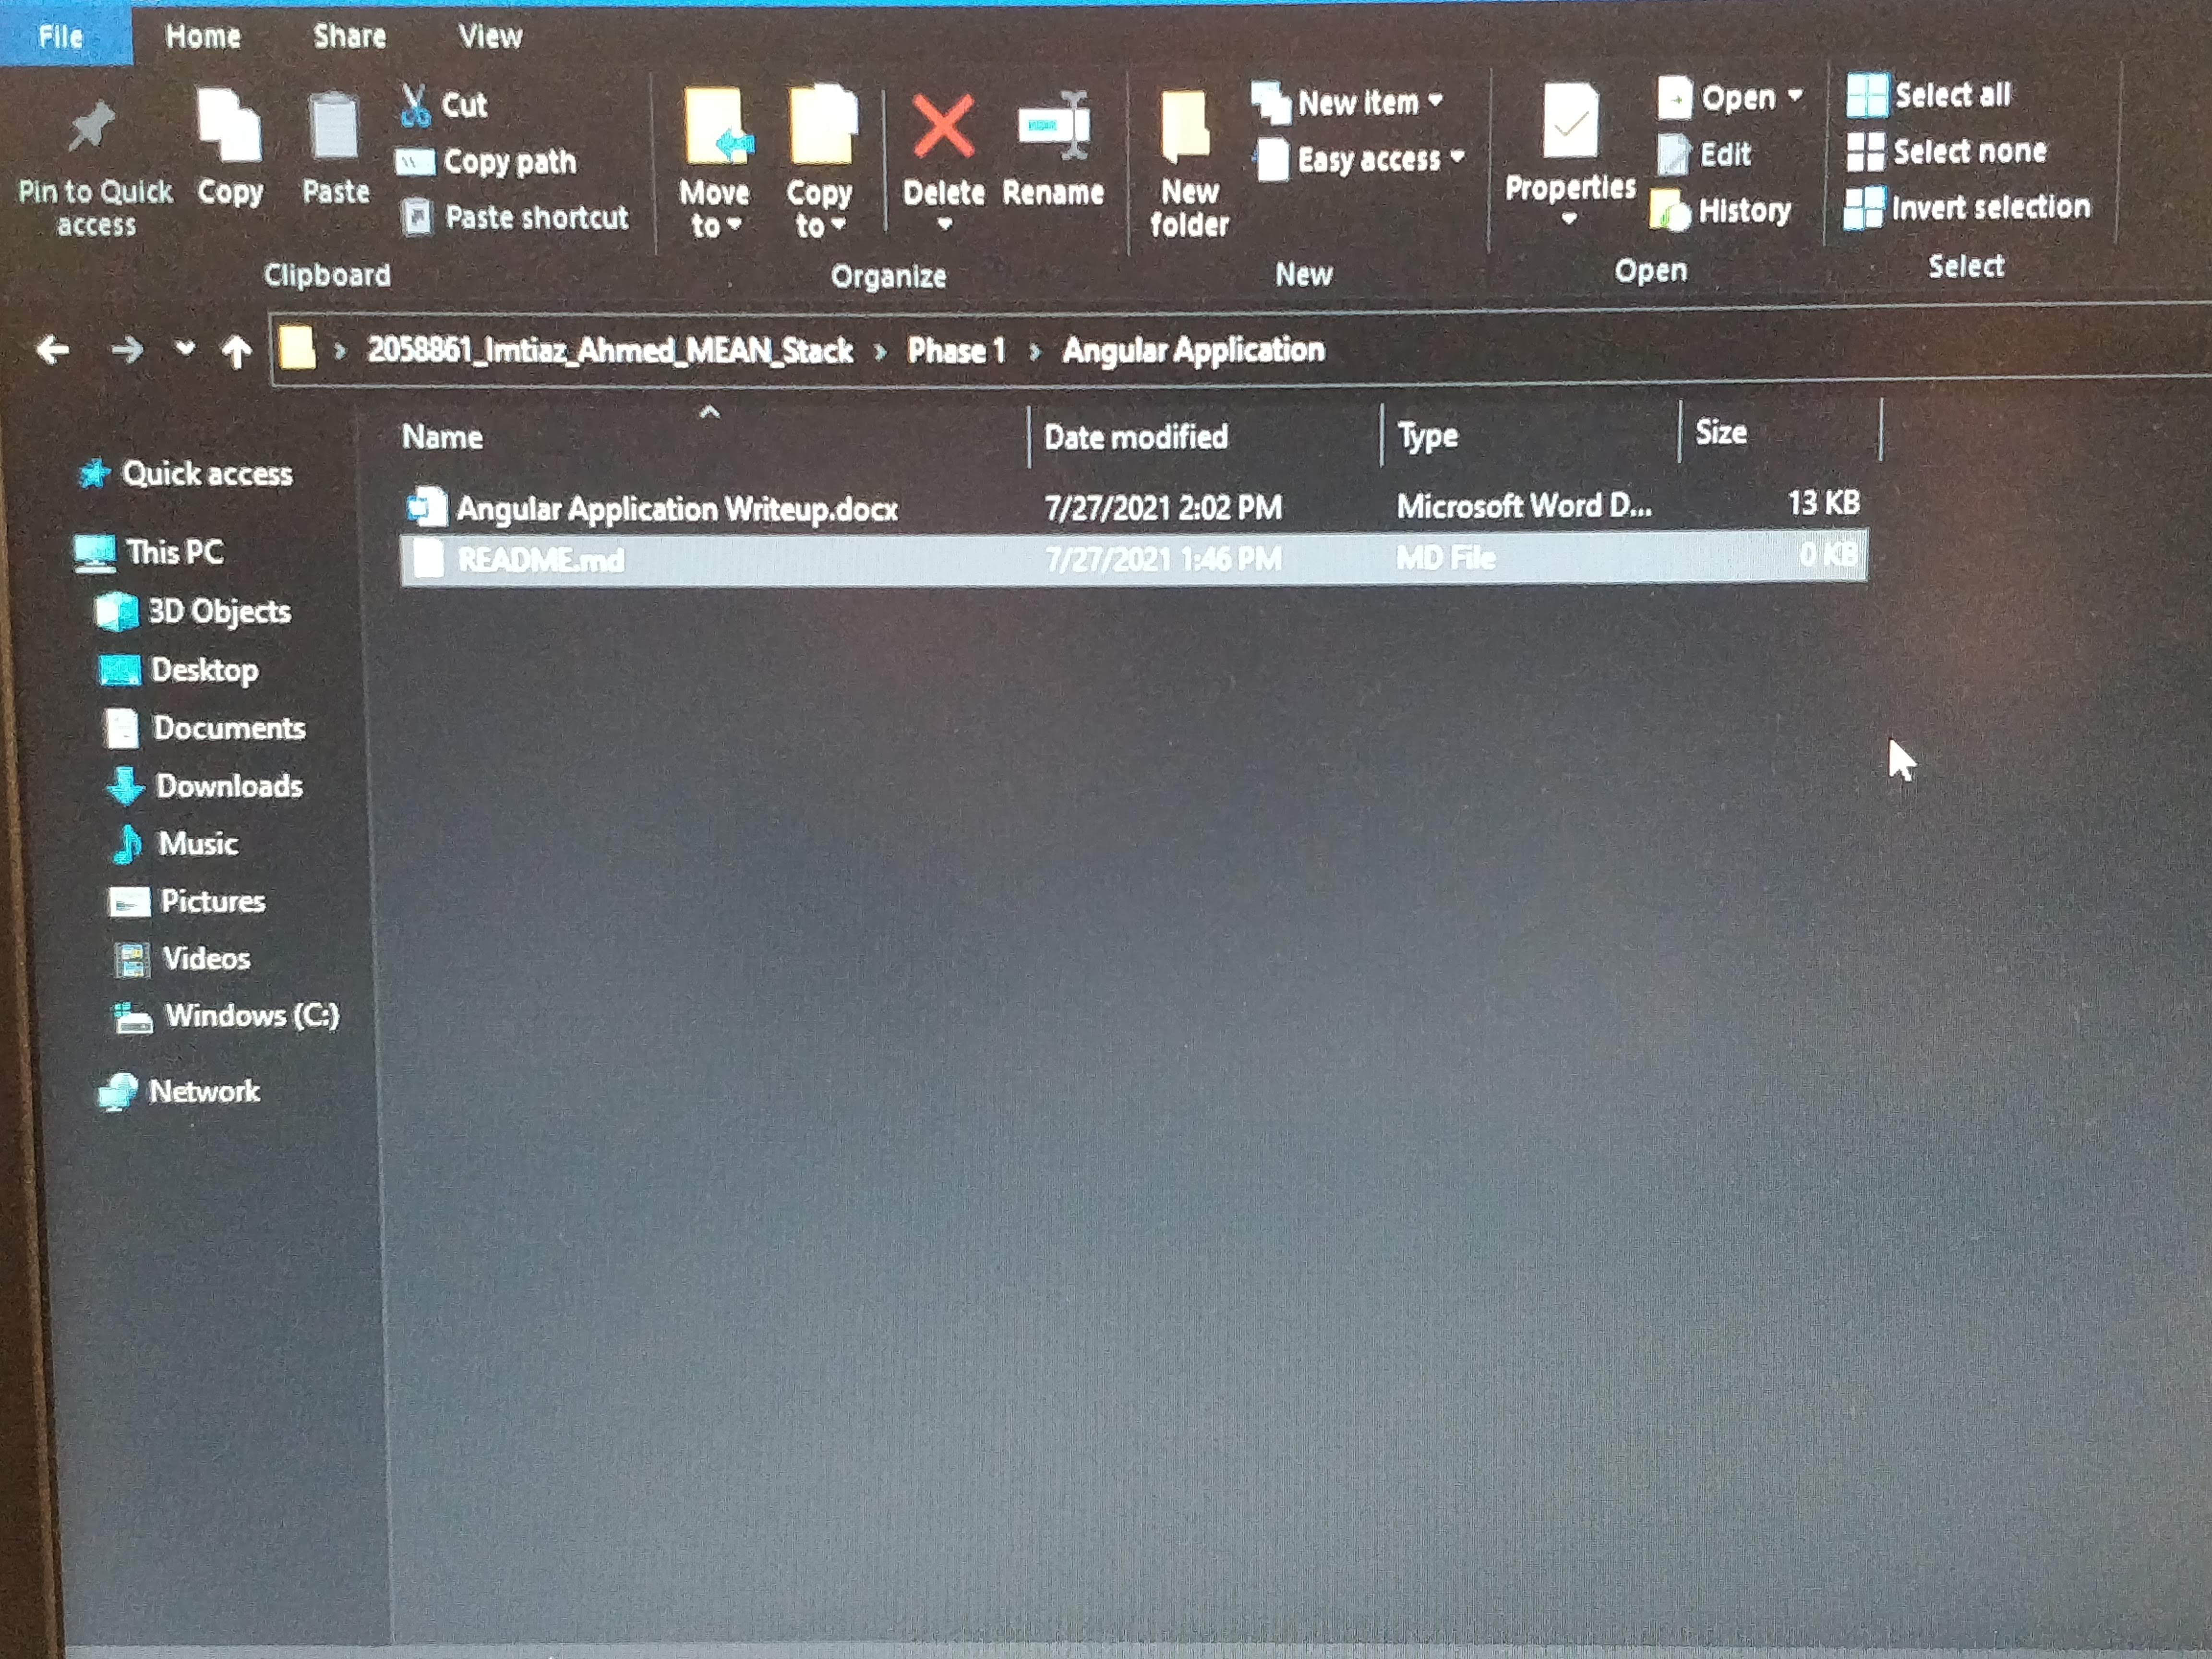 File Home Share View
Pin to Quick access
Copy
Paste
Cut
Copy path
Paste shortcut
Clipboard
Move to
Copy to
Delete
Rename
Organize
New folder
New item
Easy access
New
Properties
Open
Edit
History
Open
Select all
Select none
Invert selection
Select
› 2058861_Imtiaz_Ahmed_MEAN_Stack › Phase 1 › Angular Application
Name Date modified Type Size
Angular Application Writeup.docx 7/27/2021 2:02 PM Microsoft Word D... 13 KB
README.md 7/27/2021 1:46 PM MD File 0 KB
Quick access
This PC
3D Objects
Desktop
Documents
Downloads
Music
Pictures
Videos
Windows (C:)
Network